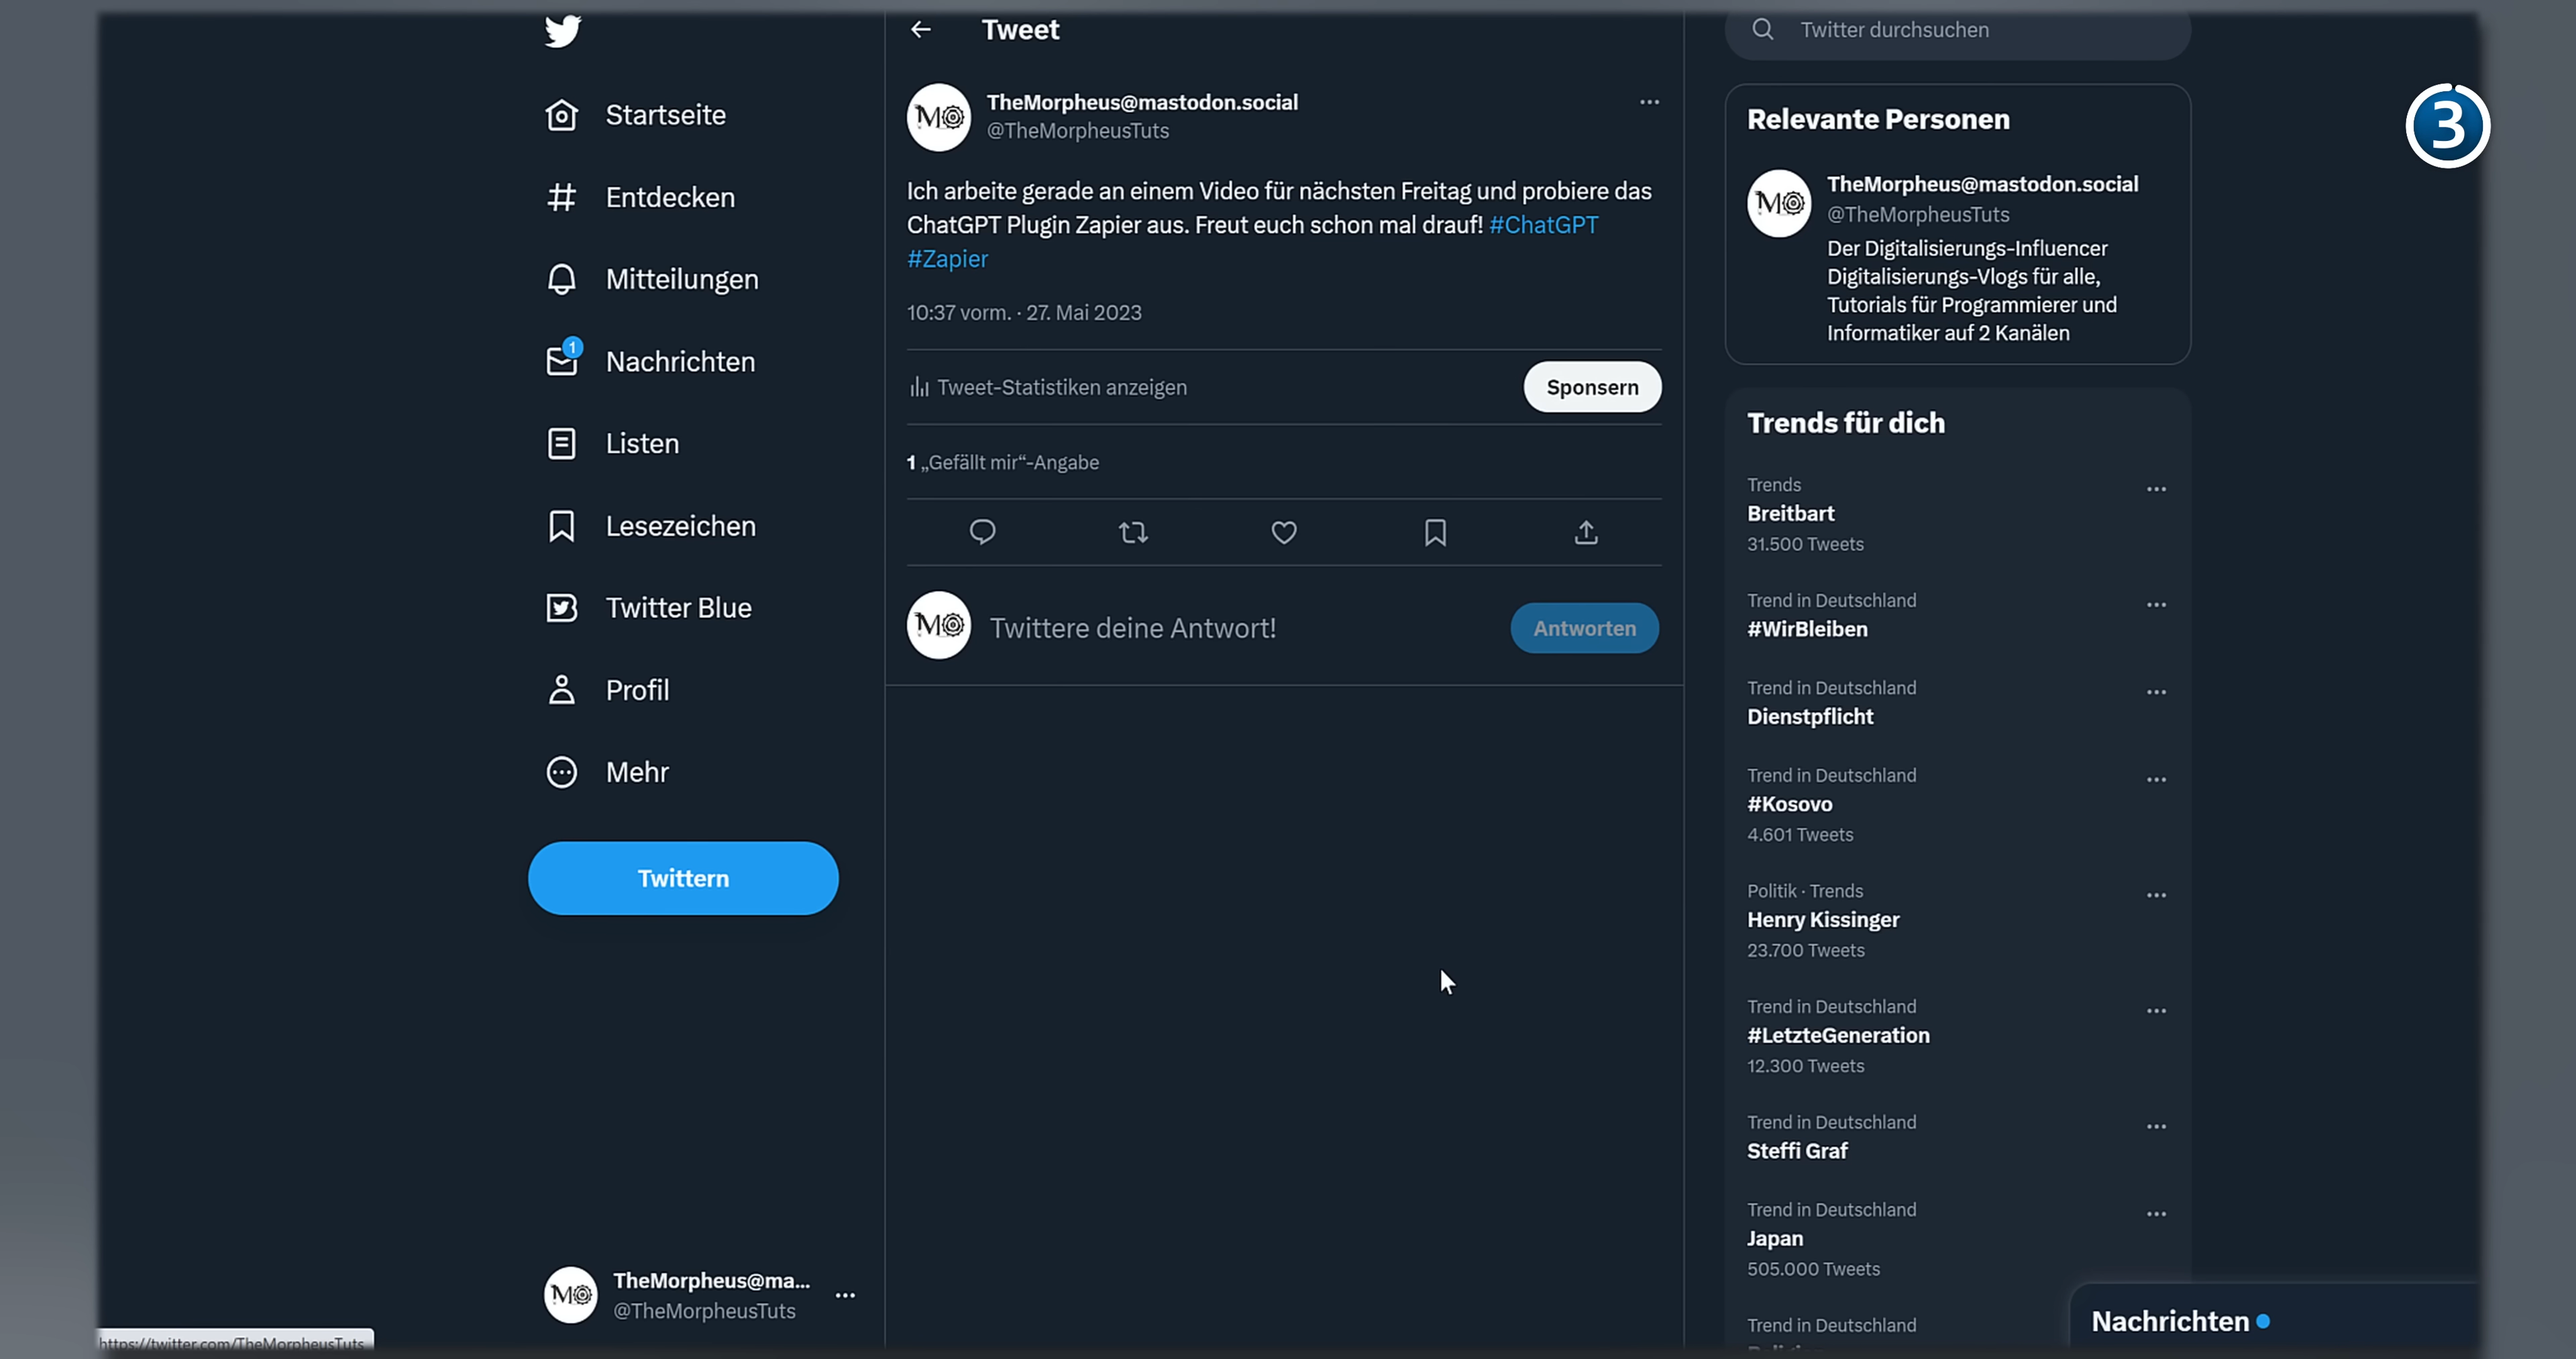 Tweet
Twitter durchsuchen
Startseite
Entdecken
Mitteilungen
1
Nachrichten
Listen
Lesezeichen
Twitter Blue
Profil
Mehr
Twittern
TheMorpheus@ma...
@TheMorpheusTuts
https://twitter.com/TheMorpheusTuts
MO
TheMorpheus@mastodon.social
@TheMorpheusTuts
Ich arbeite gerade an einem Video für nächsten Freitag und probiere das
ChatGPT Plugin Zapier aus. Freut euch schon mal drauf! #ChatGPT
#Zapier
10:37 vorm. · 27. Mai 2023
Tweet-Statistiken anzeigen
Sponsern
1 „Gefällt mir“-Angabe
MO
Twittere deine Antwort!
Antworten
MO
Relevante Personen
3
MO
TheMorpheus@mastodon.social
@TheMorpheusTuts
Der Digitalisierungs-Influencer
Digitalisierungs-Vlogs für alle,
Tutorials für Programmierer und
Informatiker auf 2 Kanälen
Trends für dich
Trends
Breitbart
31.500 Tweets
Trend in Deutschland
#WirBleiben
Trend in Deutschland
Dienstpflicht
Trend in Deutschland
#Kosovo
4.601 Tweets
Politik · Trends
Henry Kissinger
23.700 Tweets
Trend in Deutschland
#LetzteGeneration
12.300 Tweets
Trend in Deutschland
Steffi Graf
Trend in Deutschland
Japan
505.000 Tweets
Trend in Deutschland
Nachrichten